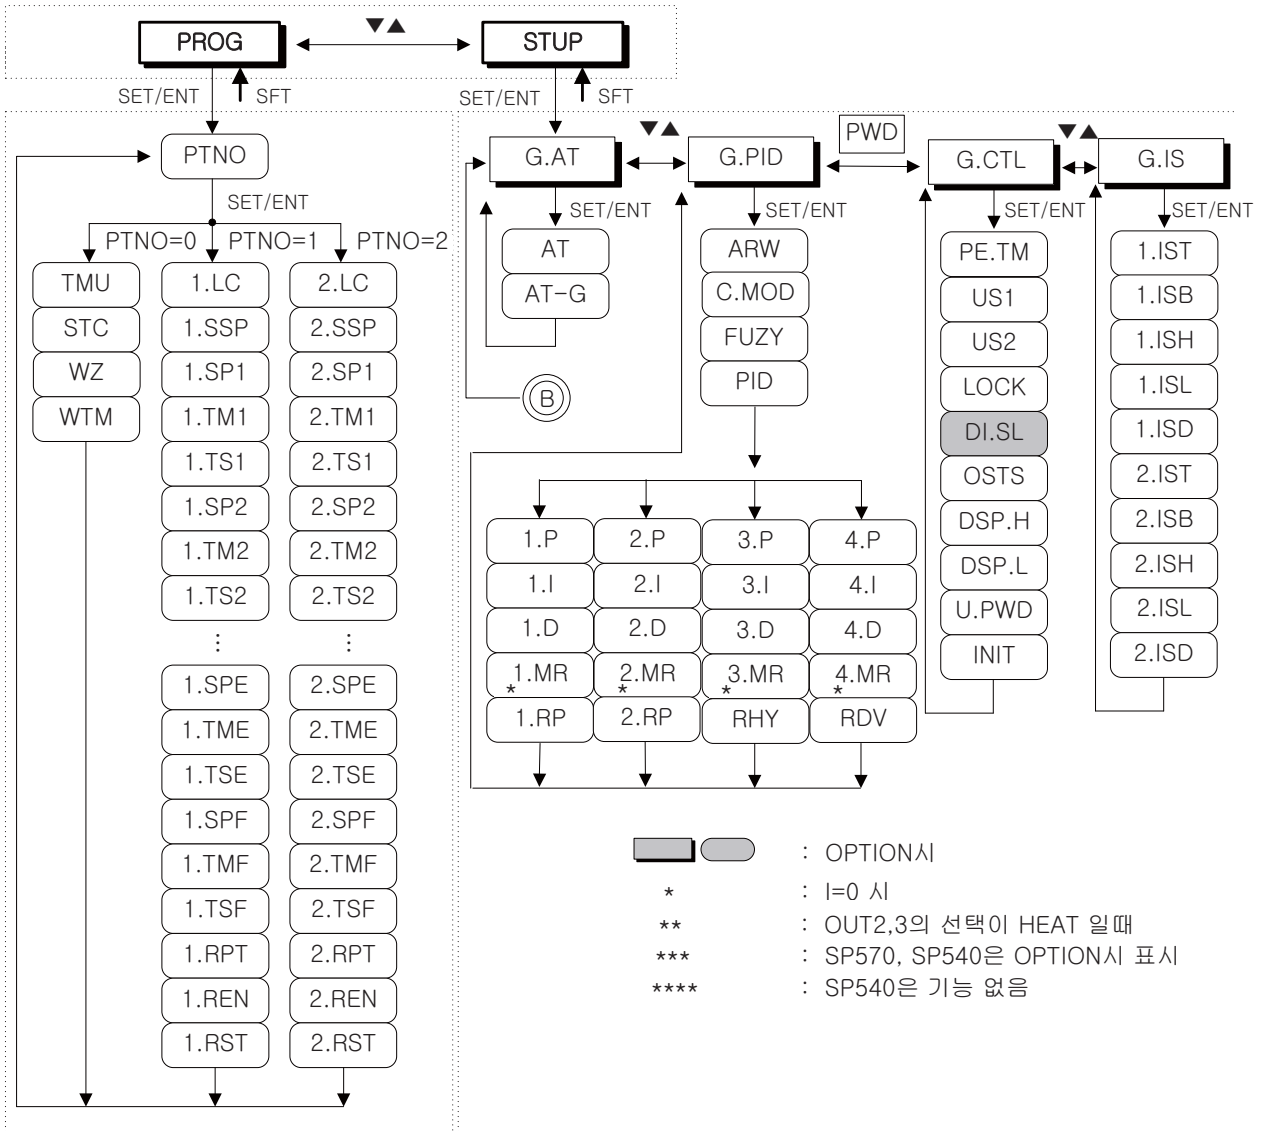 PROG
▼▲
STUP
SET/ENT
SFT
SET/ENT
SFT
PTNO
SET/ENT
PTNO=0
PTNO=1
PTNO=2
TMU
STC
WZ
WTM
1.LC
1.SSP
1.SP1
1.TM1
1.TS1
1.SP2
1.TM2
1.TS2
⋮
1.SPE
1.TME
1.TSE
1.SPF
1.TMF
1.TSF
1.RPT
1.REN
1.RST
2.LC
2.SSP
2.SP1
2.TM1
2.TS1
2.SP2
2.TM2
2.TS2
⋮
2.SPE
2.TME
2.TSE
2.SPF
2.TMF
2.TSF
2.RPT
2.REN
2.RST
G.AT
▼▲
G.PID
PWD
G.CTL
▼▲
G.IS
SET/ENT
AT
AT-G
B
SET/ENT
ARW
C.MOD
FUZY
PID
1.P
1.I
1.D
*1.MR
1.RP
2.P
2.I
2.D
*2.MR
2.RP
3.P
3.I
3.D
*3.MR
RHY
4.P
4.I
4.D
*4.MR
RDV
SET/ENT
PE.TM
US1
US2
LOCK
DI.SL
OSTS
DSP.H
DSP.L
U.PWD
INIT
SET/ENT
1.IST
1.ISB
1.ISH
1.ISL
1.ISD
2.IST
2.ISB
2.ISH
2.ISL
2.ISD
: OPTION시
* : I=0 시
** : OUT2,3의 선택이 HEAT 일때
*** : SP570, SP540은 OPTION시 표시
**** : SP540은 기능 없음